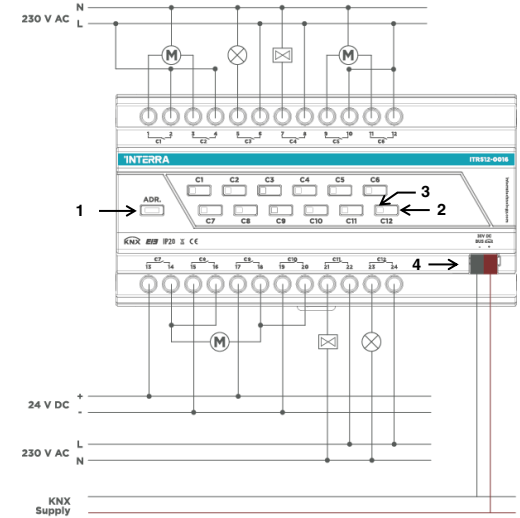 N
230 V AC
L
M
M
1 2 3 4 5 6 7 8 9 10 11 12
C1 C2 C3 C4 C5 C6
INTERRA
ITR512-0016
C1 C2 C3 C4 C5 C6
ADR.
3
1
2
C7 C8 C9 C10 C11 C12
KNX EIB IP20 CE
30V DC
BUS
- +
4
C7 C8 C9 C10 C11 C12
13 14 15 16 17 18 19 20 21 22 23 24
M
+
24 V DC
-
L
230 V AC
N
KNX
Supply